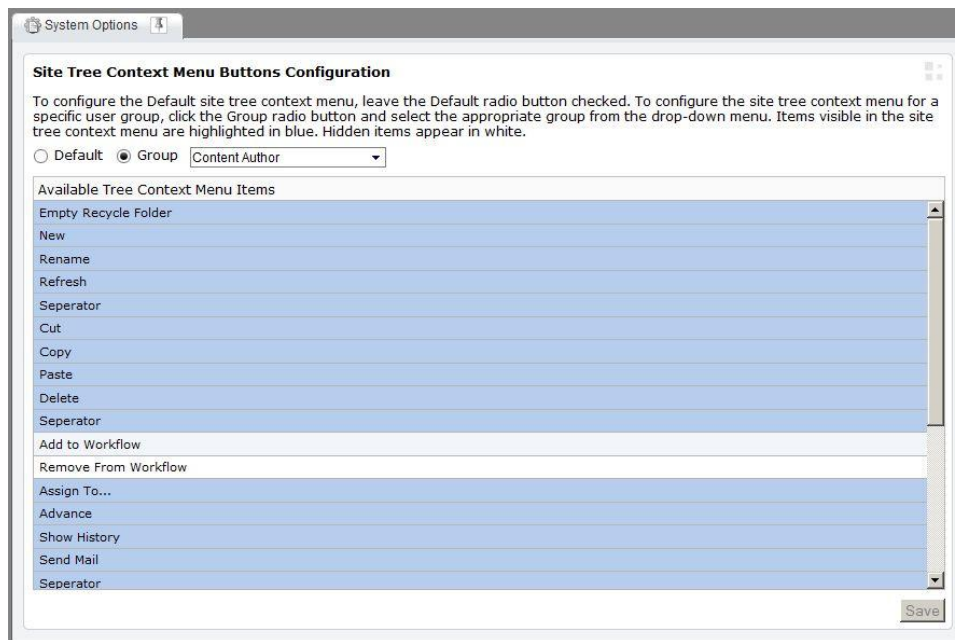 System Options
Site Tree Context Menu Buttons Configuration
To configure the Default site tree context menu, leave the Default radio button checked. To configure the site tree context menu for a
specific user group, click the Group radio button and select the appropriate group from the drop-down menu. Items visible in the site
tree context menu are highlighted in blue. Hidden items appear in white.
Default Group Content Author
Available Tree Context Menu Items
Empty Recycle Folder
New
Rename
Refresh
Seperator
Cut
Copy
Paste
Delete
Seperator
Add to Workflow
Remove From Workflow
Assign To...
Advance
Show History
Send Mail
Seperator
Save